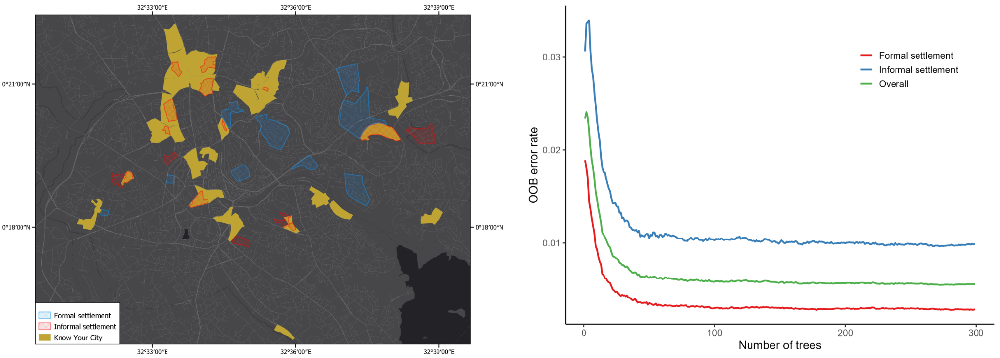 32°33′00″E 32°36′00″E 32°39′00″E
0°21′00″N 0°21′00″N
0°18′00″N 0°18′00″N
Formal settlement
Informal settlement
Know Your City
32°33′00″E 32°36′00″E 32°39′00″E
OOB error rate
0.03
0.02
0.01
Formal settlement
Informal settlement
Overall
0 100 200 300
Number of trees